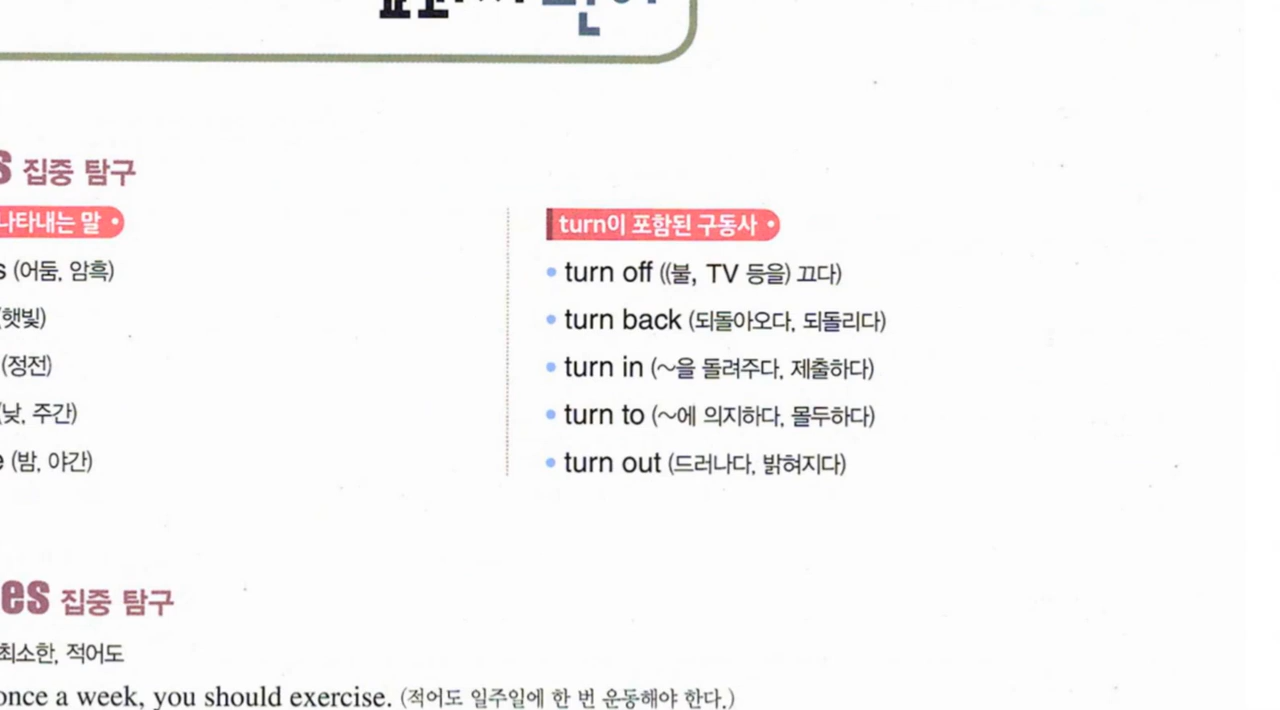 집중 탐구
나타내는 말
(어둠, 암흑)
(햇빛)
(정전)
(낮, 주간)
(밤, 야간)
turn이 포함된 구동사
turn off ((불, TV 등을) 끄다)
turn back (되돌아오다, 되돌리다)
turn in (~을 돌려주다, 제출하다)
turn to (~에 의지하다, 몰두하다)
turn out (드러나다, 밝혀지다)
집중 탐구
최소한, 적어도
once a week, you should exercise. (적어도 일주일에 한 번 운동해야 한다.)